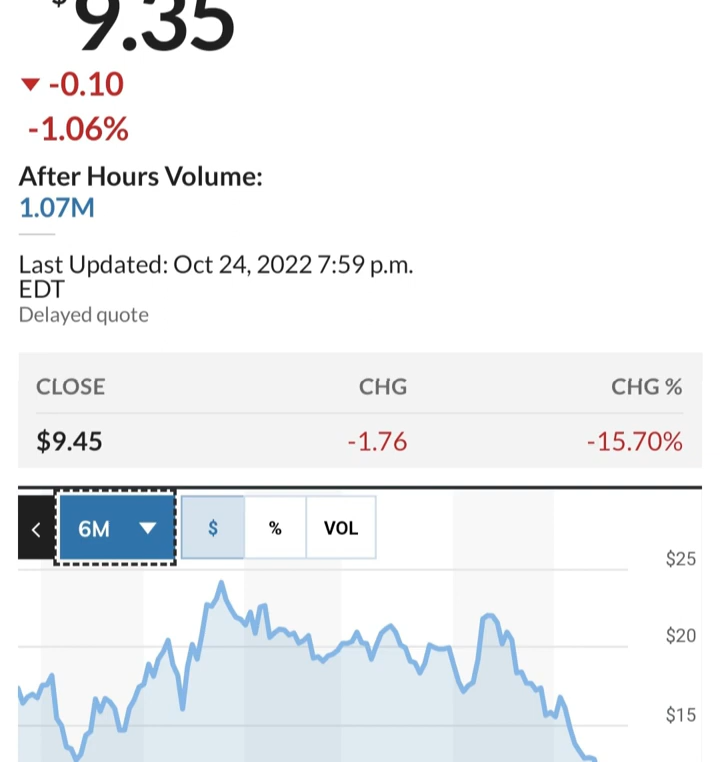 $9.35
-0.10
-1.06%
After Hours Volume:
1.07M
Last Updated: Oct 24, 2022 7:59 p.m.
EDT
Delayed quote
CLOSE CHG CHG %
$9.45 -1.76 -15.70%
6M $ % VOL
$25
$20
$15